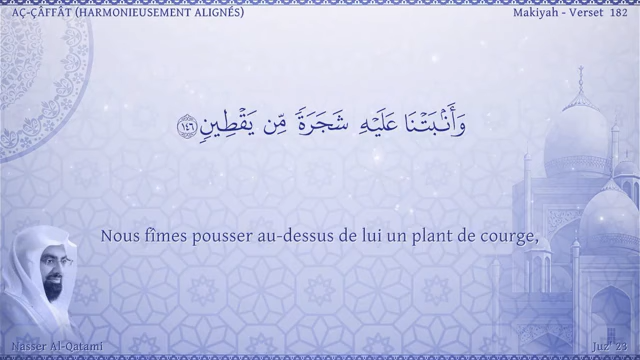 AÇ-ÇÂFFÂT (HARMONIEUSEMENT ALIGNÉS)
Makiyah - Verset 182
وَأَنۢبَتْنَا عَلَيْهِ شَجَرَةً مِّن يَقْطِينٍ ١٤٦
Nous fîmes pousser au-dessus de lui un plant de courge,
Nasser Al-Qatami
Juz' 23